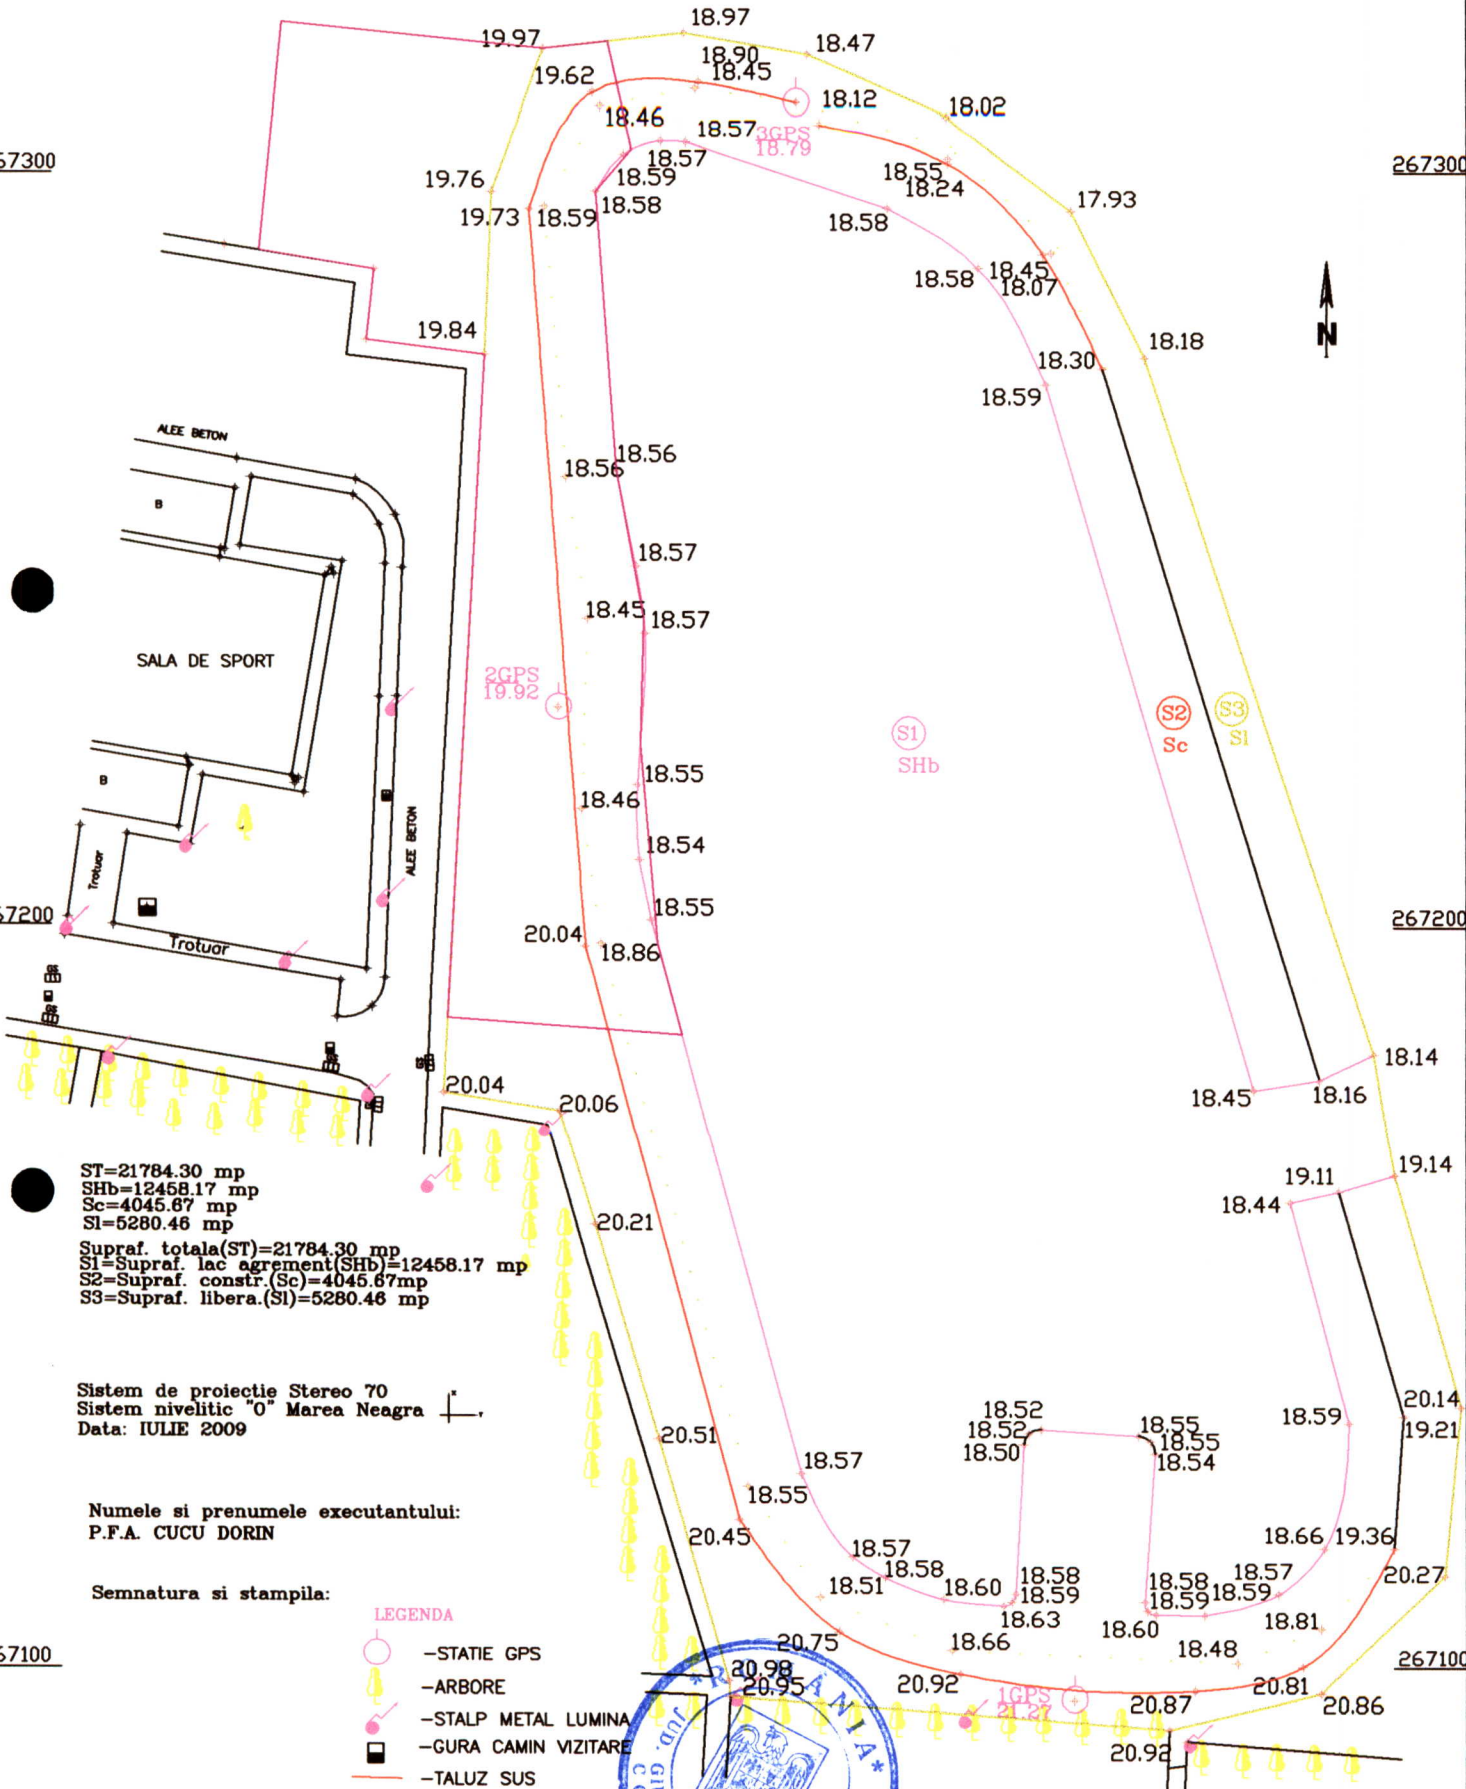 18.97
19.97
18.47
18.90
18.45
19.62
18.12
18.02
18.46
18.57
3GPS
18.79
67300
267300
18.57
18.55
18.24
18.59
19.76
18.58
17.93
19.73
18.59
18.58
18.58
18.45
18.07
N
19.84
18.18
18.30
18.59
ALEE BETON
18.56
18.56
B
18.57
18.45
18.57
SALA DE SPORT
2GPS
19.92
S1
SHb
S2
Sc
S3
Sl
18.55
B
18.46
ALEE BETON
18.54
Trotuar
18.55
67200
267200
20.04
18.86
Trotuar
18.14
20.04
20.06
18.45
18.16
ST=21784.30 mp
SHb=12458.17 mp
Sc=4045.67 mp
Sl=5280.46 mp
19.11
19.14
18.44
20.21
Supraf. totala(ST)=21784.30 mp
S1=Supraf. lac agrement(SHb)=12458.17 mp
S2=Supraf. constr.(Sc)=4045.67mp
S3=Supraf. libera.(Sl)=5280.46 mp
Sistem de proiectie Stereo 70
Sistem nivelitic "0" Marea Neagra
Data: IULIE 2009
20.14
18.59
19.21
18.52
18.52
18.50
18.55
18.55
18.54
20.51
18.57
18.55
Numele si prenumele executantului:
P.F.A. CUCU DORIN
20.45
18.66
19.36
18.57
18.58
20.27
18.57
18.59
18.51
18.60
18.58
18.59
18.63
18.58
18.59
18.60
18.81
Semnatura si stampila:
LEGENDA
20.75
18.66
18.48
67100
267100
-STATIE GPS
20.98
20.95
20.92
1GPS
21.27
20.87
20.81
20.86
-ARBORE
-STALP METAL LUMINA
20.92
-GURA CAMIN VIZITARE
-TALUZ SUS
*ROMÂNIA*
JUD. GI